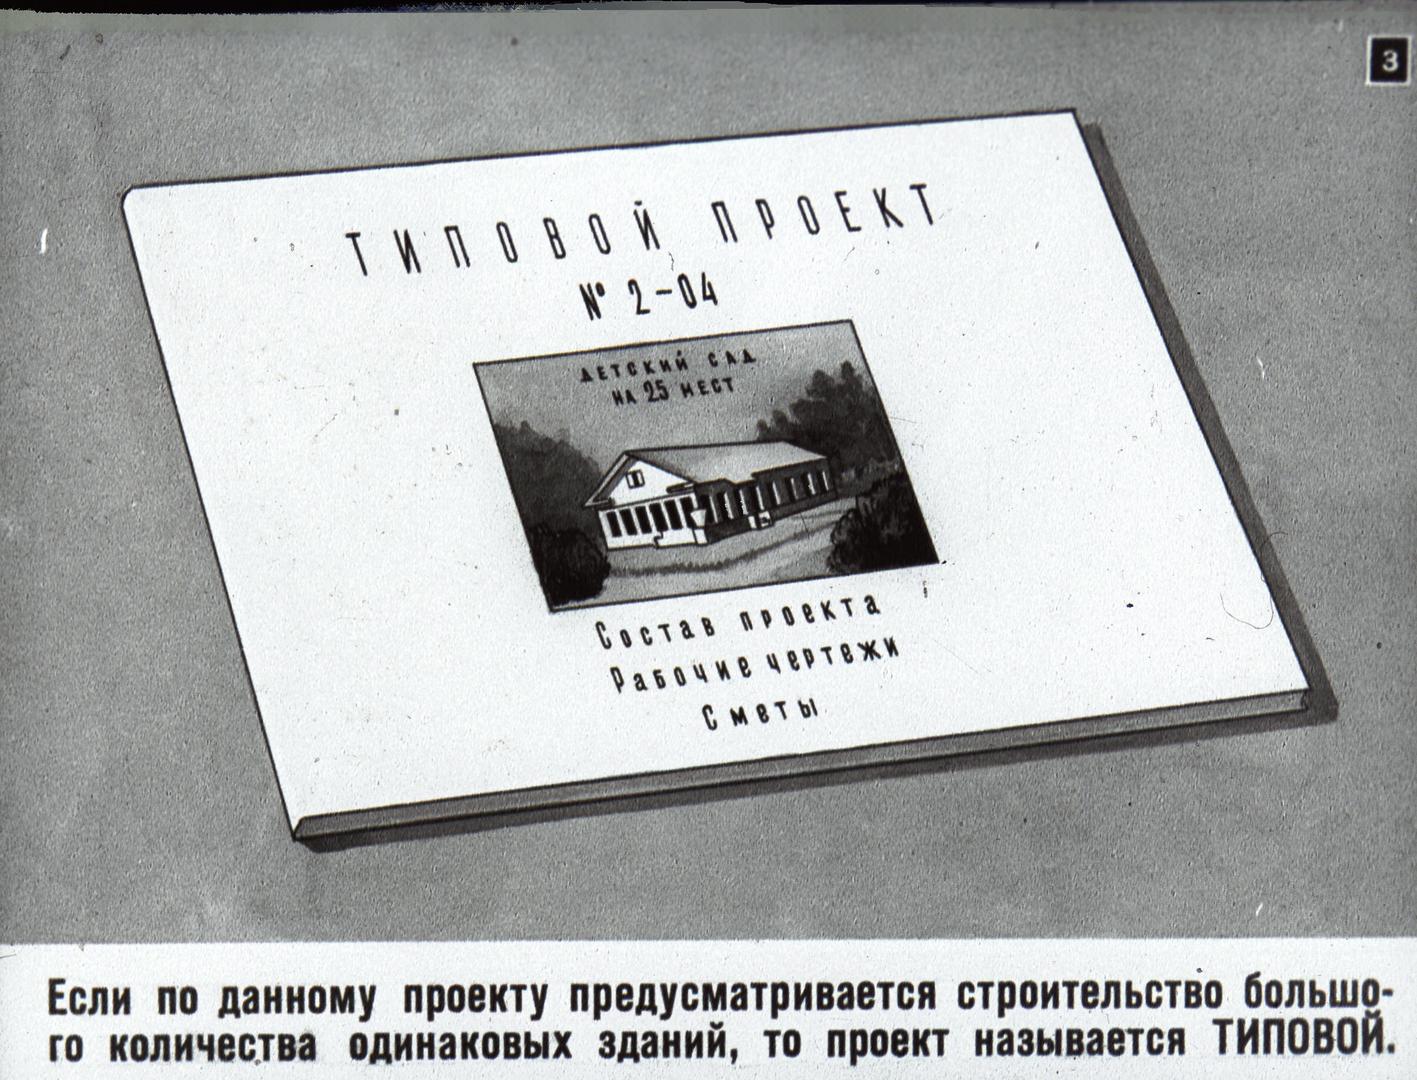 3
ТИПОВОЙ ПРОЕКТ
№ 2-04
ДЕТСКИЙ САД
НА 25 МЕСТ
Состав проекта
Рабочие чертежи
Сметы
Если по данному проекту предусматривается строительство большо-
го количества одинаковых зданий, то проект называется ТИПОВОЙ.